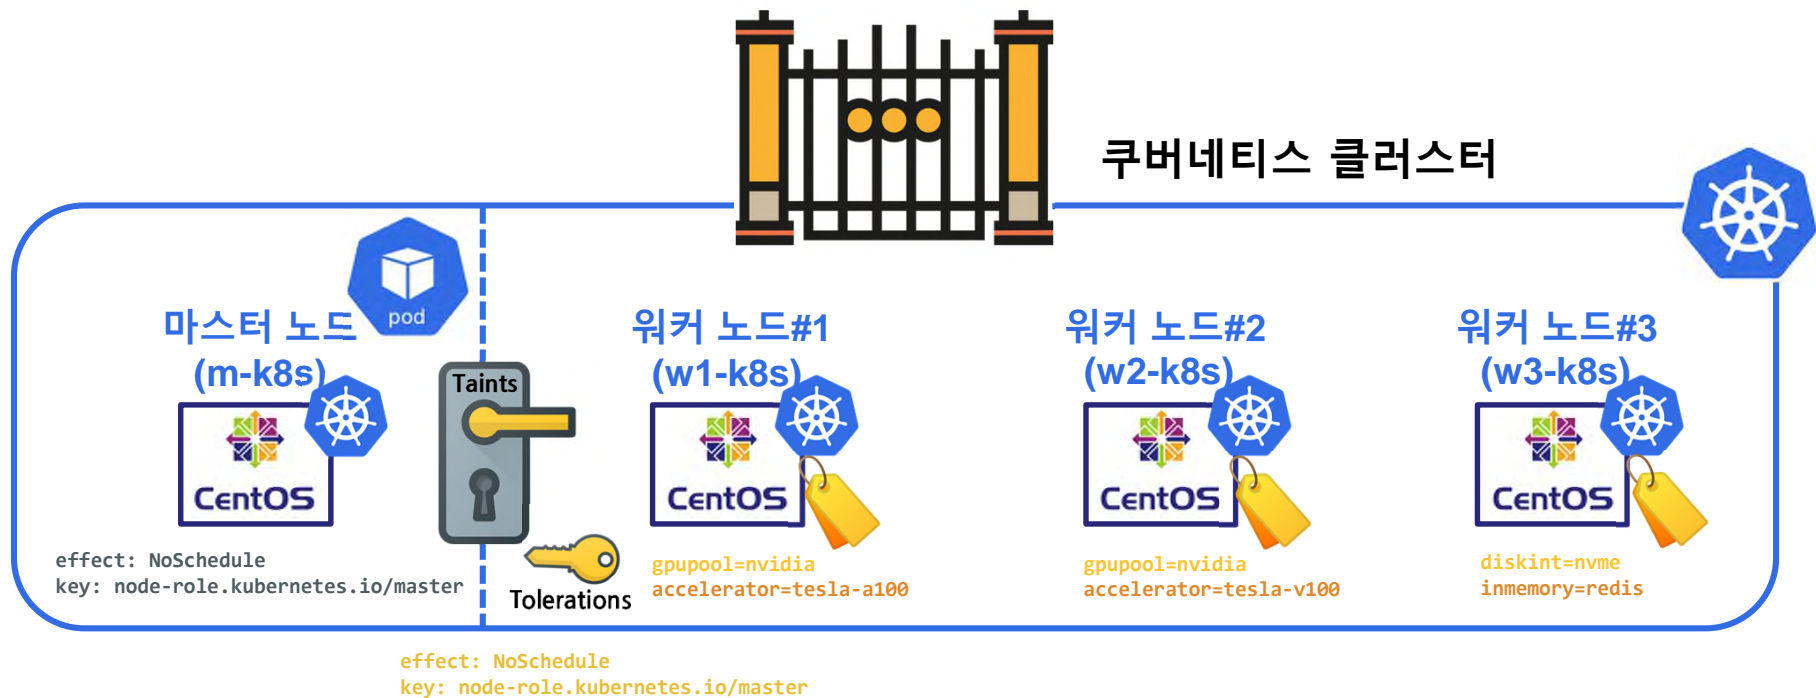 쿠버네티스 클러스터
pod
마스터 노드
(m-k8s)
CentOS
effect: NoSchedule
key: node-role.kubernetes.io/master
Taints
Tolerations
effect: NoSchedule
key: node-role.kubernetes.io/master
워커 노드#1
(w1-k8s)
CentOS
gpupool=nvidia
accelerator=tesla-a100
워커 노드#2
(w2-k8s)
CentOS
gpupool=nvidia
accelerator=tesla-v100
워커 노드#3
(w3-k8s)
CentOS
diskint=nvme
inmemory=redis